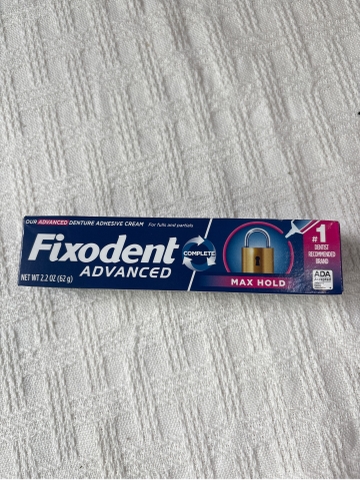 OUR ADVANCED DENTURE ADHESIVE CREAM For fulls and partials
Fixodent
ADVANCED
NET WT 2.2 OZ (62 g)
COMPLETE
MAX HOLD
#1
DENTIST
RECOMMENDED
BRAND
ADA